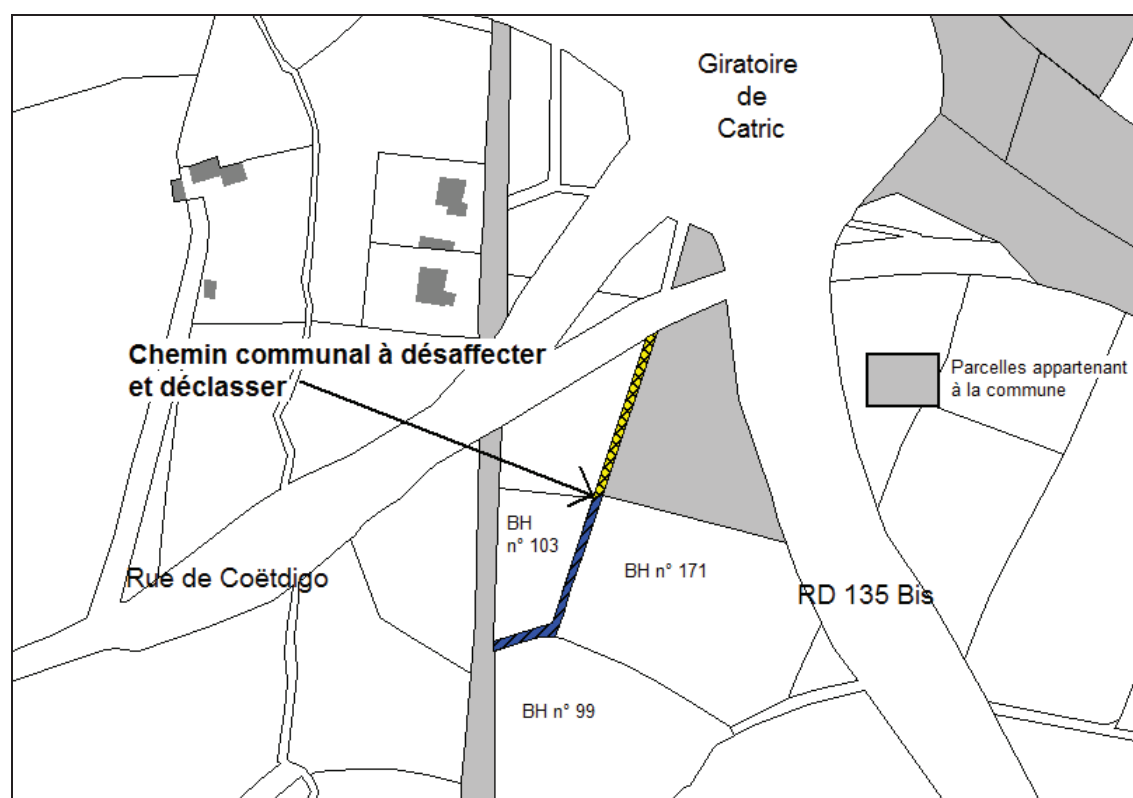 Giratoire
de
Catric
Chemin communal à désaffecter
et déclasser
Parcelles appartenant
à la commune
BH
n° 103
BH n° 171
Rue de Coëtdigo
RD 135 Bis
BH n° 99